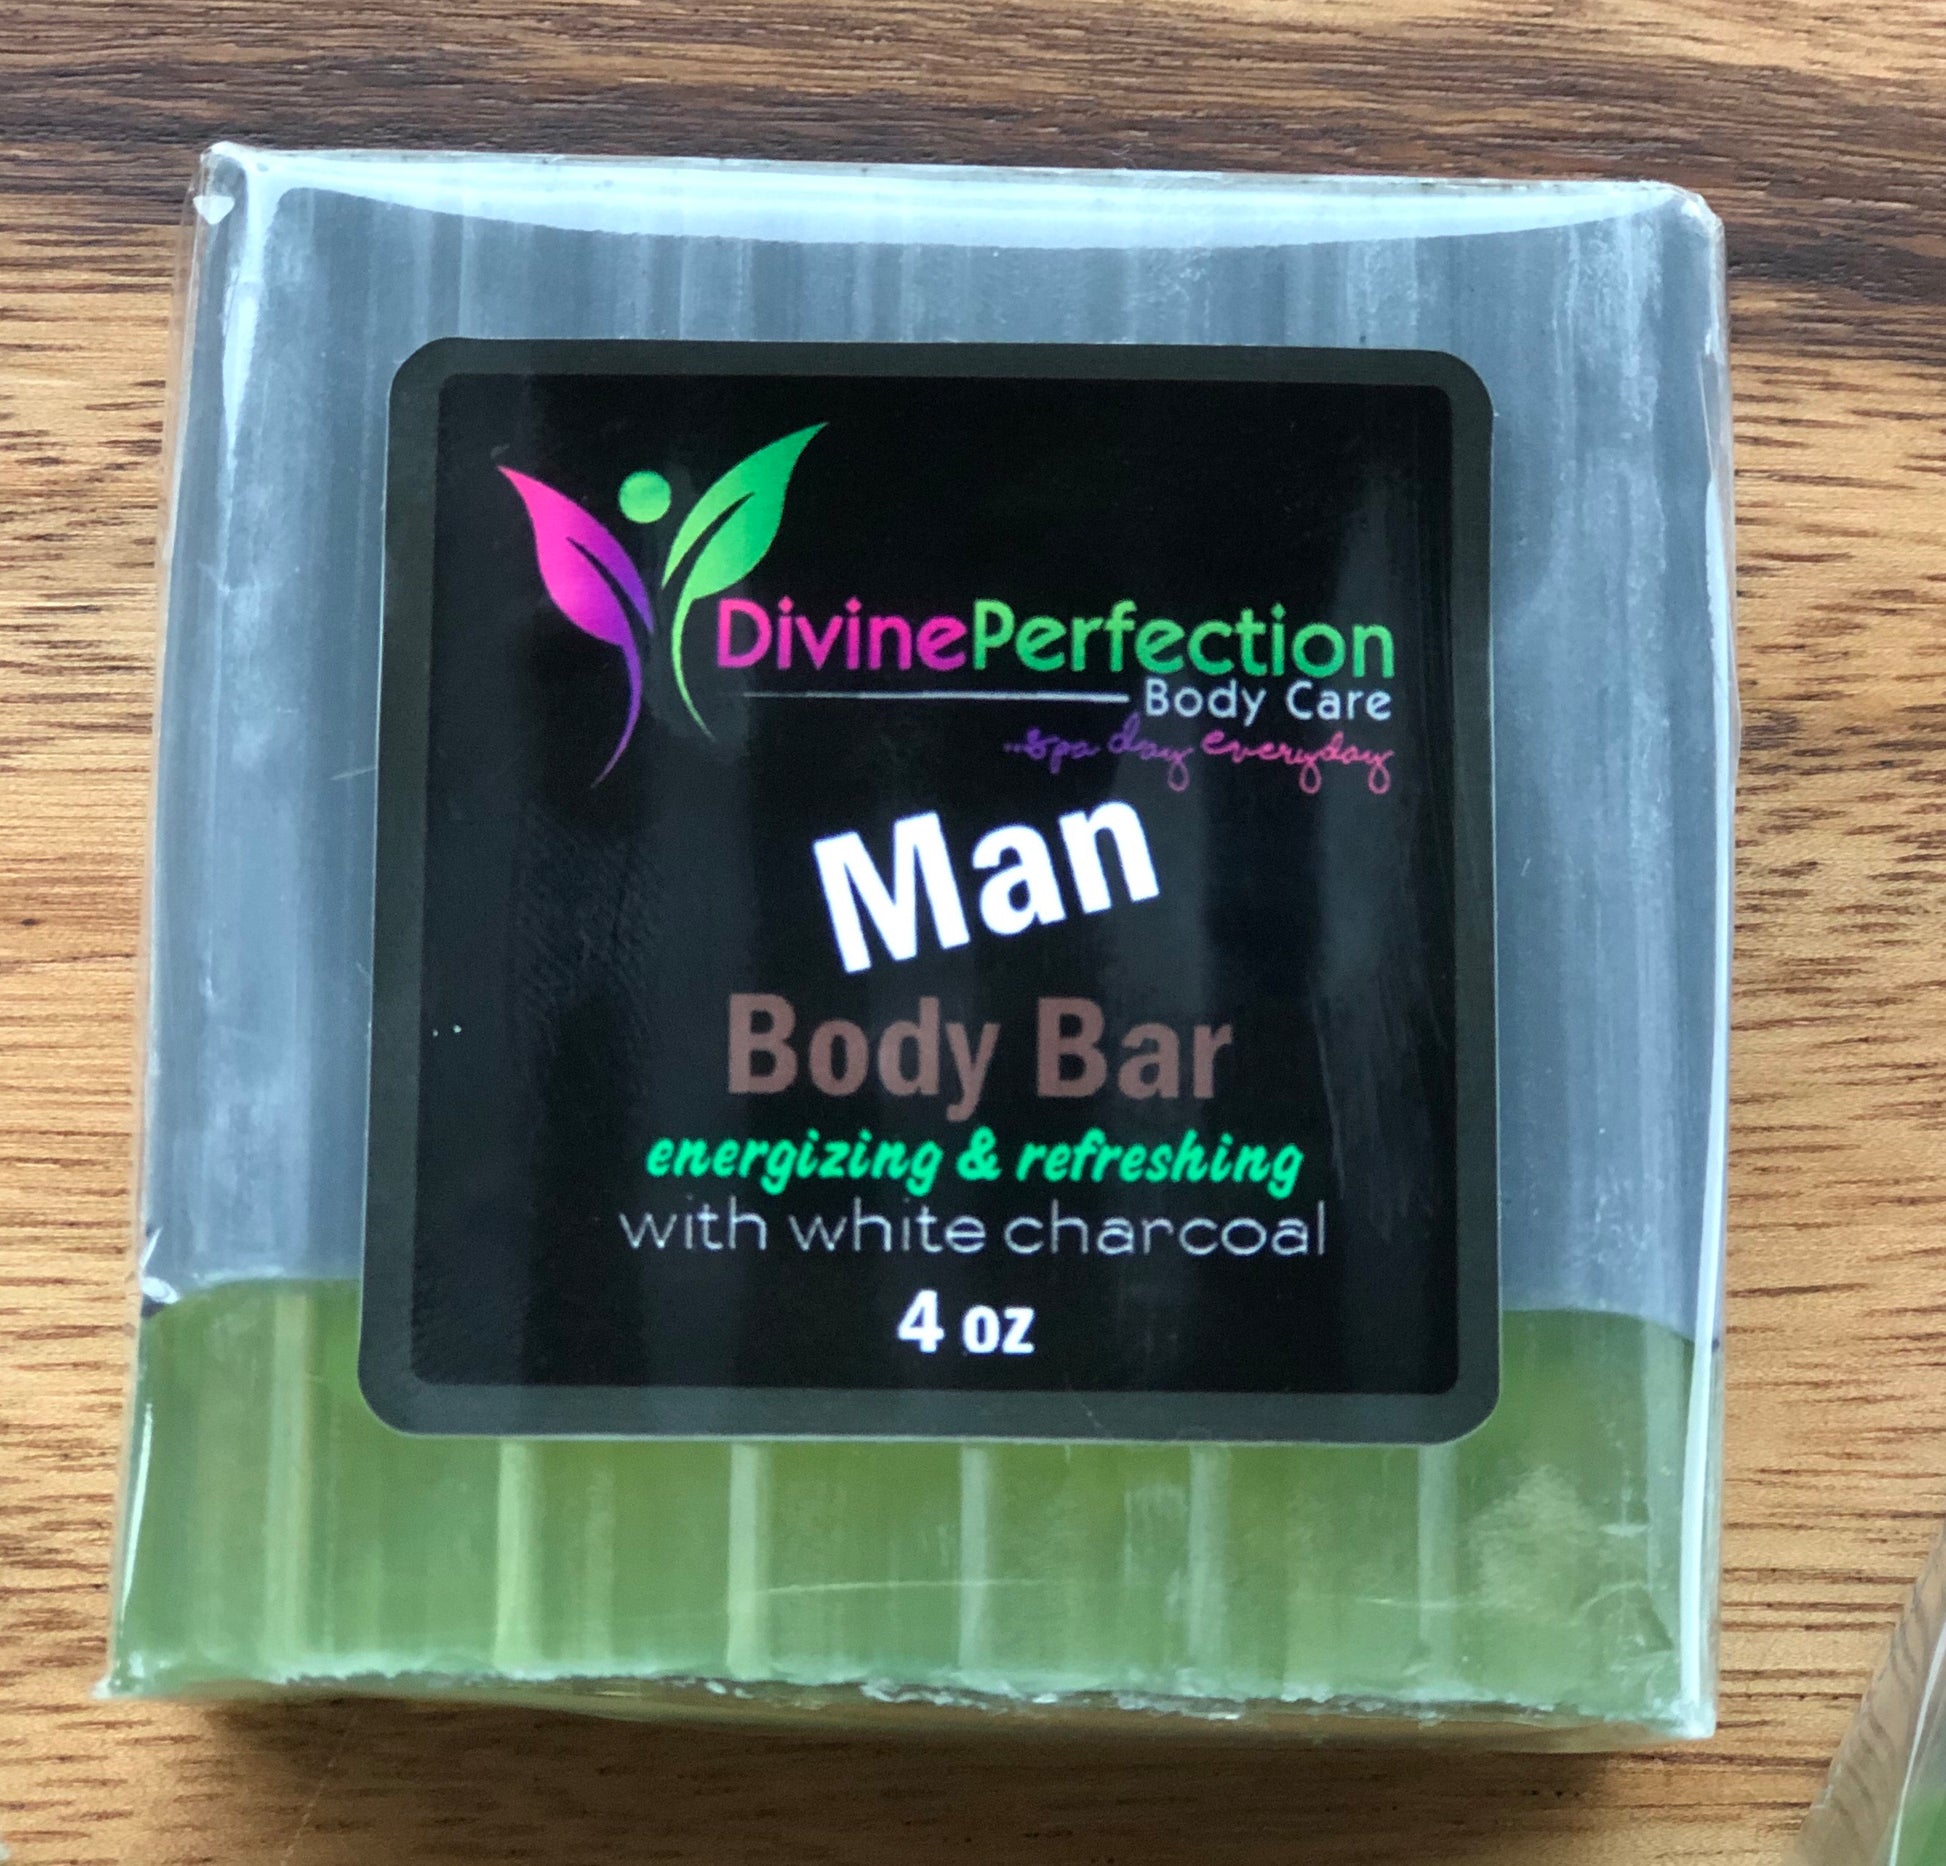 DivinePerfection
Body Care
...spa day everyday
Man
Body Bar
energizing & refreshing
with white charcoal
4 oz